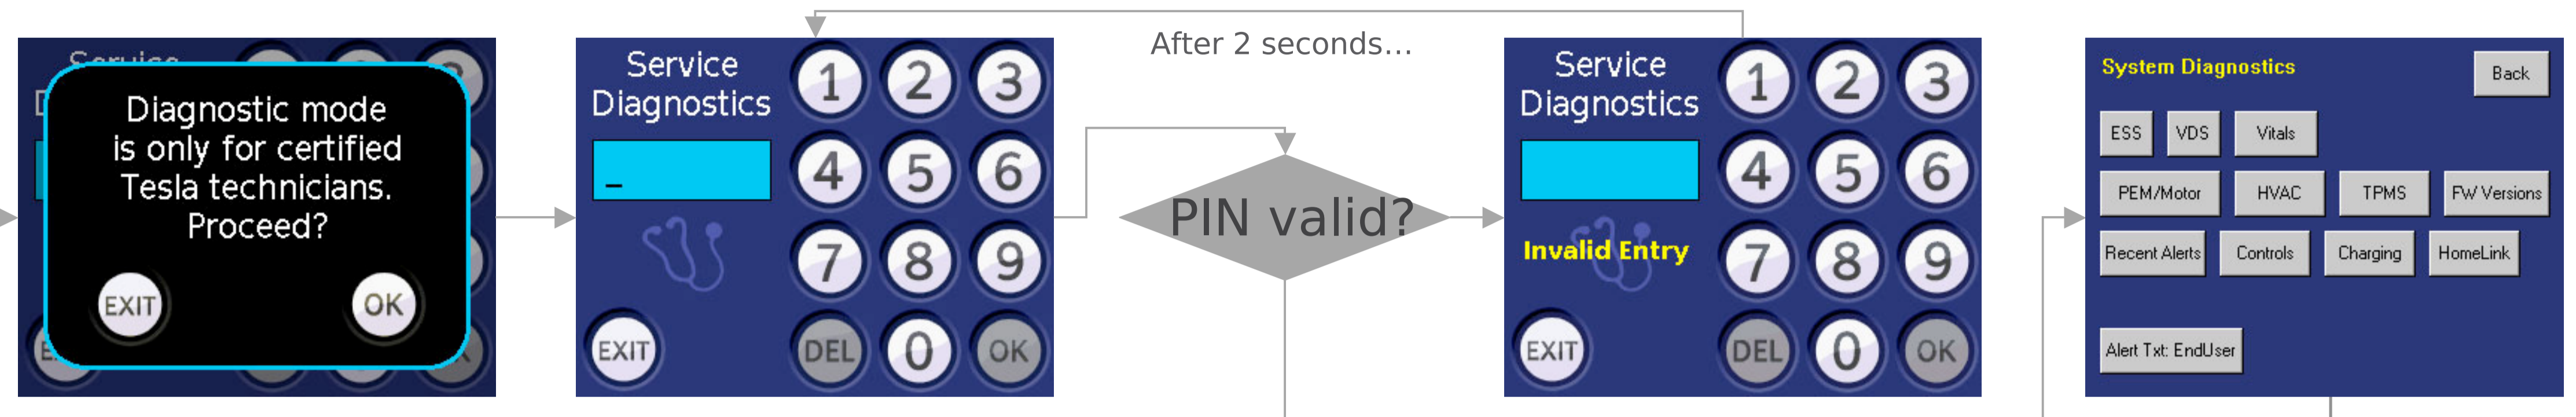 Service
Diagnostic mode
is only for certified
Tesla technicians.
Proceed?
EXIT
OK
Service
Diagnostics
_
1
2
3
4
5
6
7
8
9
EXIT
DEL
0
OK
After 2 seconds...
PIN valid?
Service
Diagnostics
Invalid Entry
1
2
3
4
5
6
7
8
9
EXIT
DEL
0
OK
System Diagnostics
Back
ESS
VDS
Vitals
PEM/Motor
HVAC
TPMS
FW Versions
Recent Alerts
Controls
Charging
HomeLink
Alert Txt: EndUser